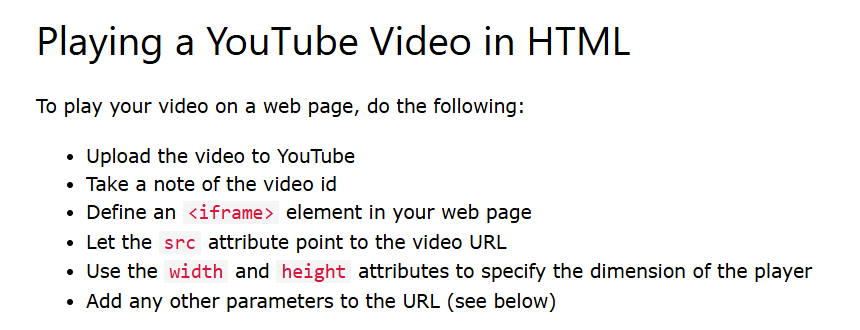 Playing a YouTube Video in HTML
To play your video on a web page, do the following:
• Upload the video to YouTube
• Take a note of the video id
• Define an <iframe> element in your web page
• Let the src attribute point to the video URL
• Use the width and height attributes to specify the dimension of the player
• Add any other parameters to the URL (see below)